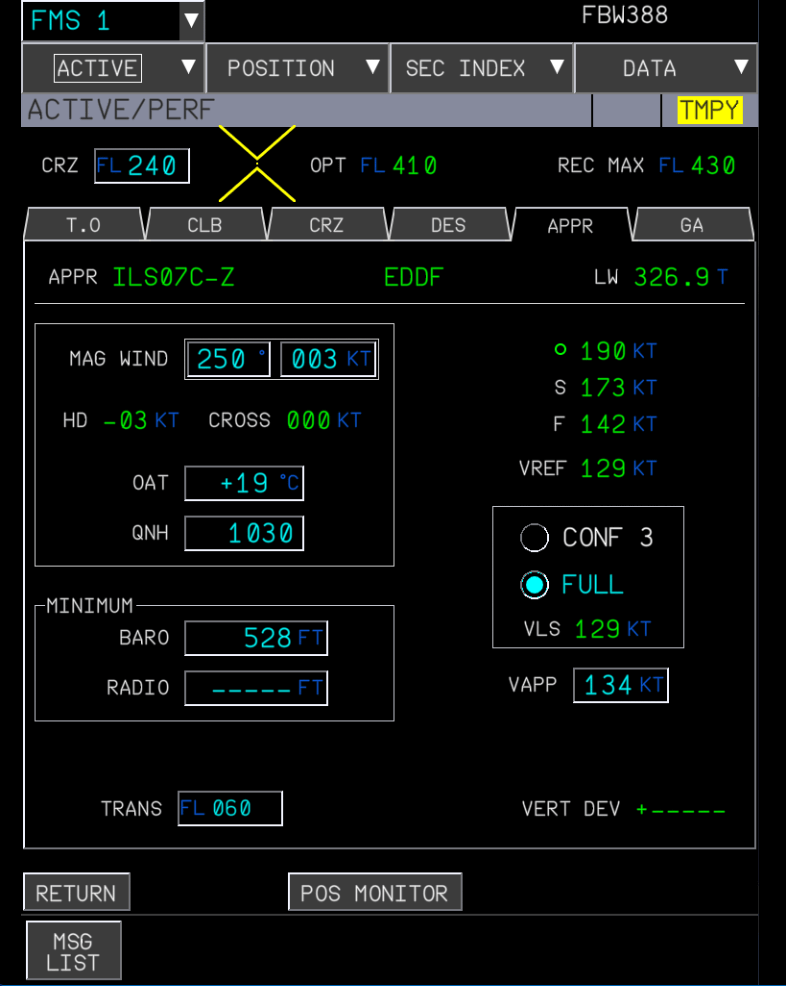 FMS 1 ▼ FBW388
ACTIVE ▼ POSITION ▼ SEC INDEX ▼ DATA ▼
ACTIVE/PERF TMPY
CRZ FL 240 OPT FL 410 REC MAX FL 430
T.O CLB CRZ DES APPR GA
APPR ILS07C-Z EDDF LW 326.9 T
MAG WIND 250 ° 003 KT
HD -03 KT CROSS 000 KT
OAT +19 °C
QNH 1030
MINIMUM
BARO 528 FT
RADIO ----- FT
O 190 KT
S 173 KT
F 142 KT
VREF 129 KT
CONF 3
FULL
VLS 129 KT
VAPP 134 KT
TRANS FL 060 VERT DEV +-----
RETURN POS MONITOR
MSG
LIST